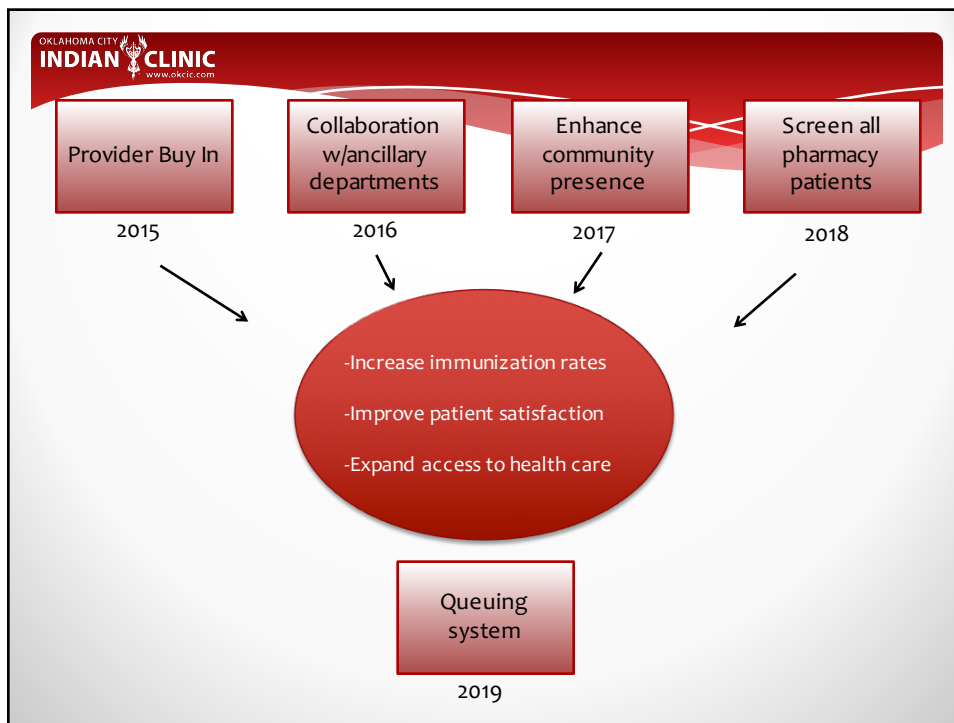 OKLAHOMA CITY
INDIAN CLINIC
www.okcic.com
Provider Buy In
2015
Collaboration
w/ancillary
departments
2016
Enhance
community
presence
2017
Screen all
pharmacy
patients
2018
-Increase immunization rates
-Improve patient satisfaction
-Expand access to health care
Queuing
system
2019